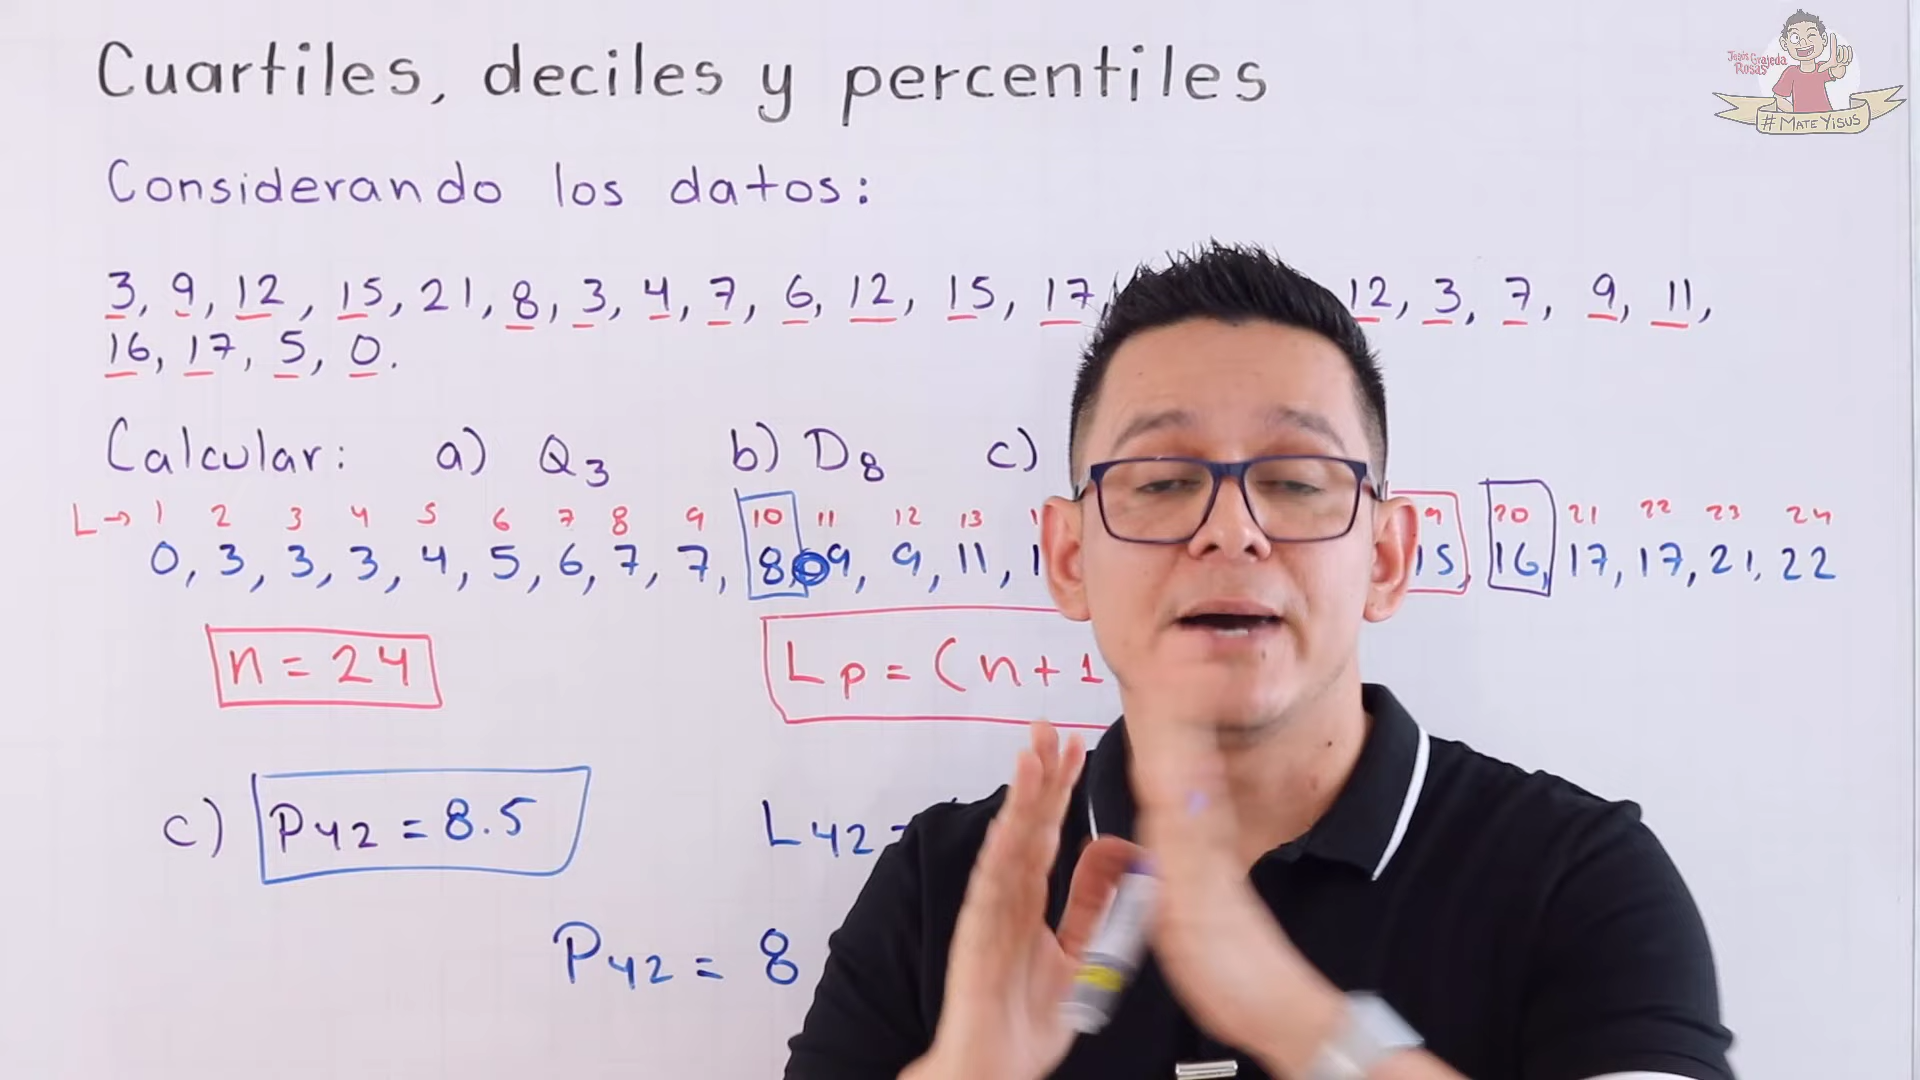 Cuartiles, deciles y percentiles
Jesús Grajeda Rosas
#MateYisus
Considerando los datos:
3, 9, 12, 15, 21, 8, 3, 4, 7, 6, 12, 15, 17 12, 3, 7, 9, 11,
16, 17, 5, 0.
Calcular: a) Q3 b) D8 c)
L→ 1 2 3 4 5 6 7 8 9 10 11 12 13 20 21 22 23 24
0, 3, 3, 3, 4, 5, 6, 7, 7, 8, 9, 9, 11, 15, 16, 17, 17, 21, 22
n = 24
Lp = (n + 1
c) P42 = 8.5
L42 =
P42 = 8